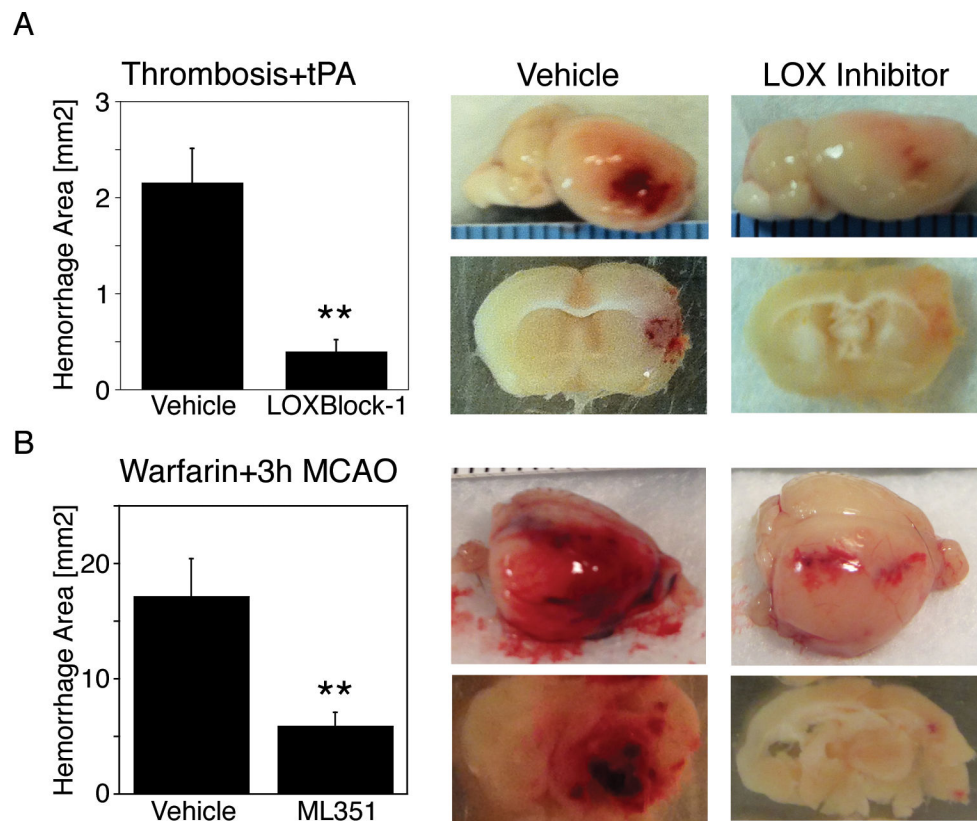 A
Thrombosis+tPA
Vehicle
LOX Inhibitor
Hemorrhage Area [mm2]
3
2
1
0
**
Vehicle
LOXBlock-1
B
Warfarin+3h MCAO
Hemorrhage Area [mm2]
20
10
0
**
Vehicle
ML351